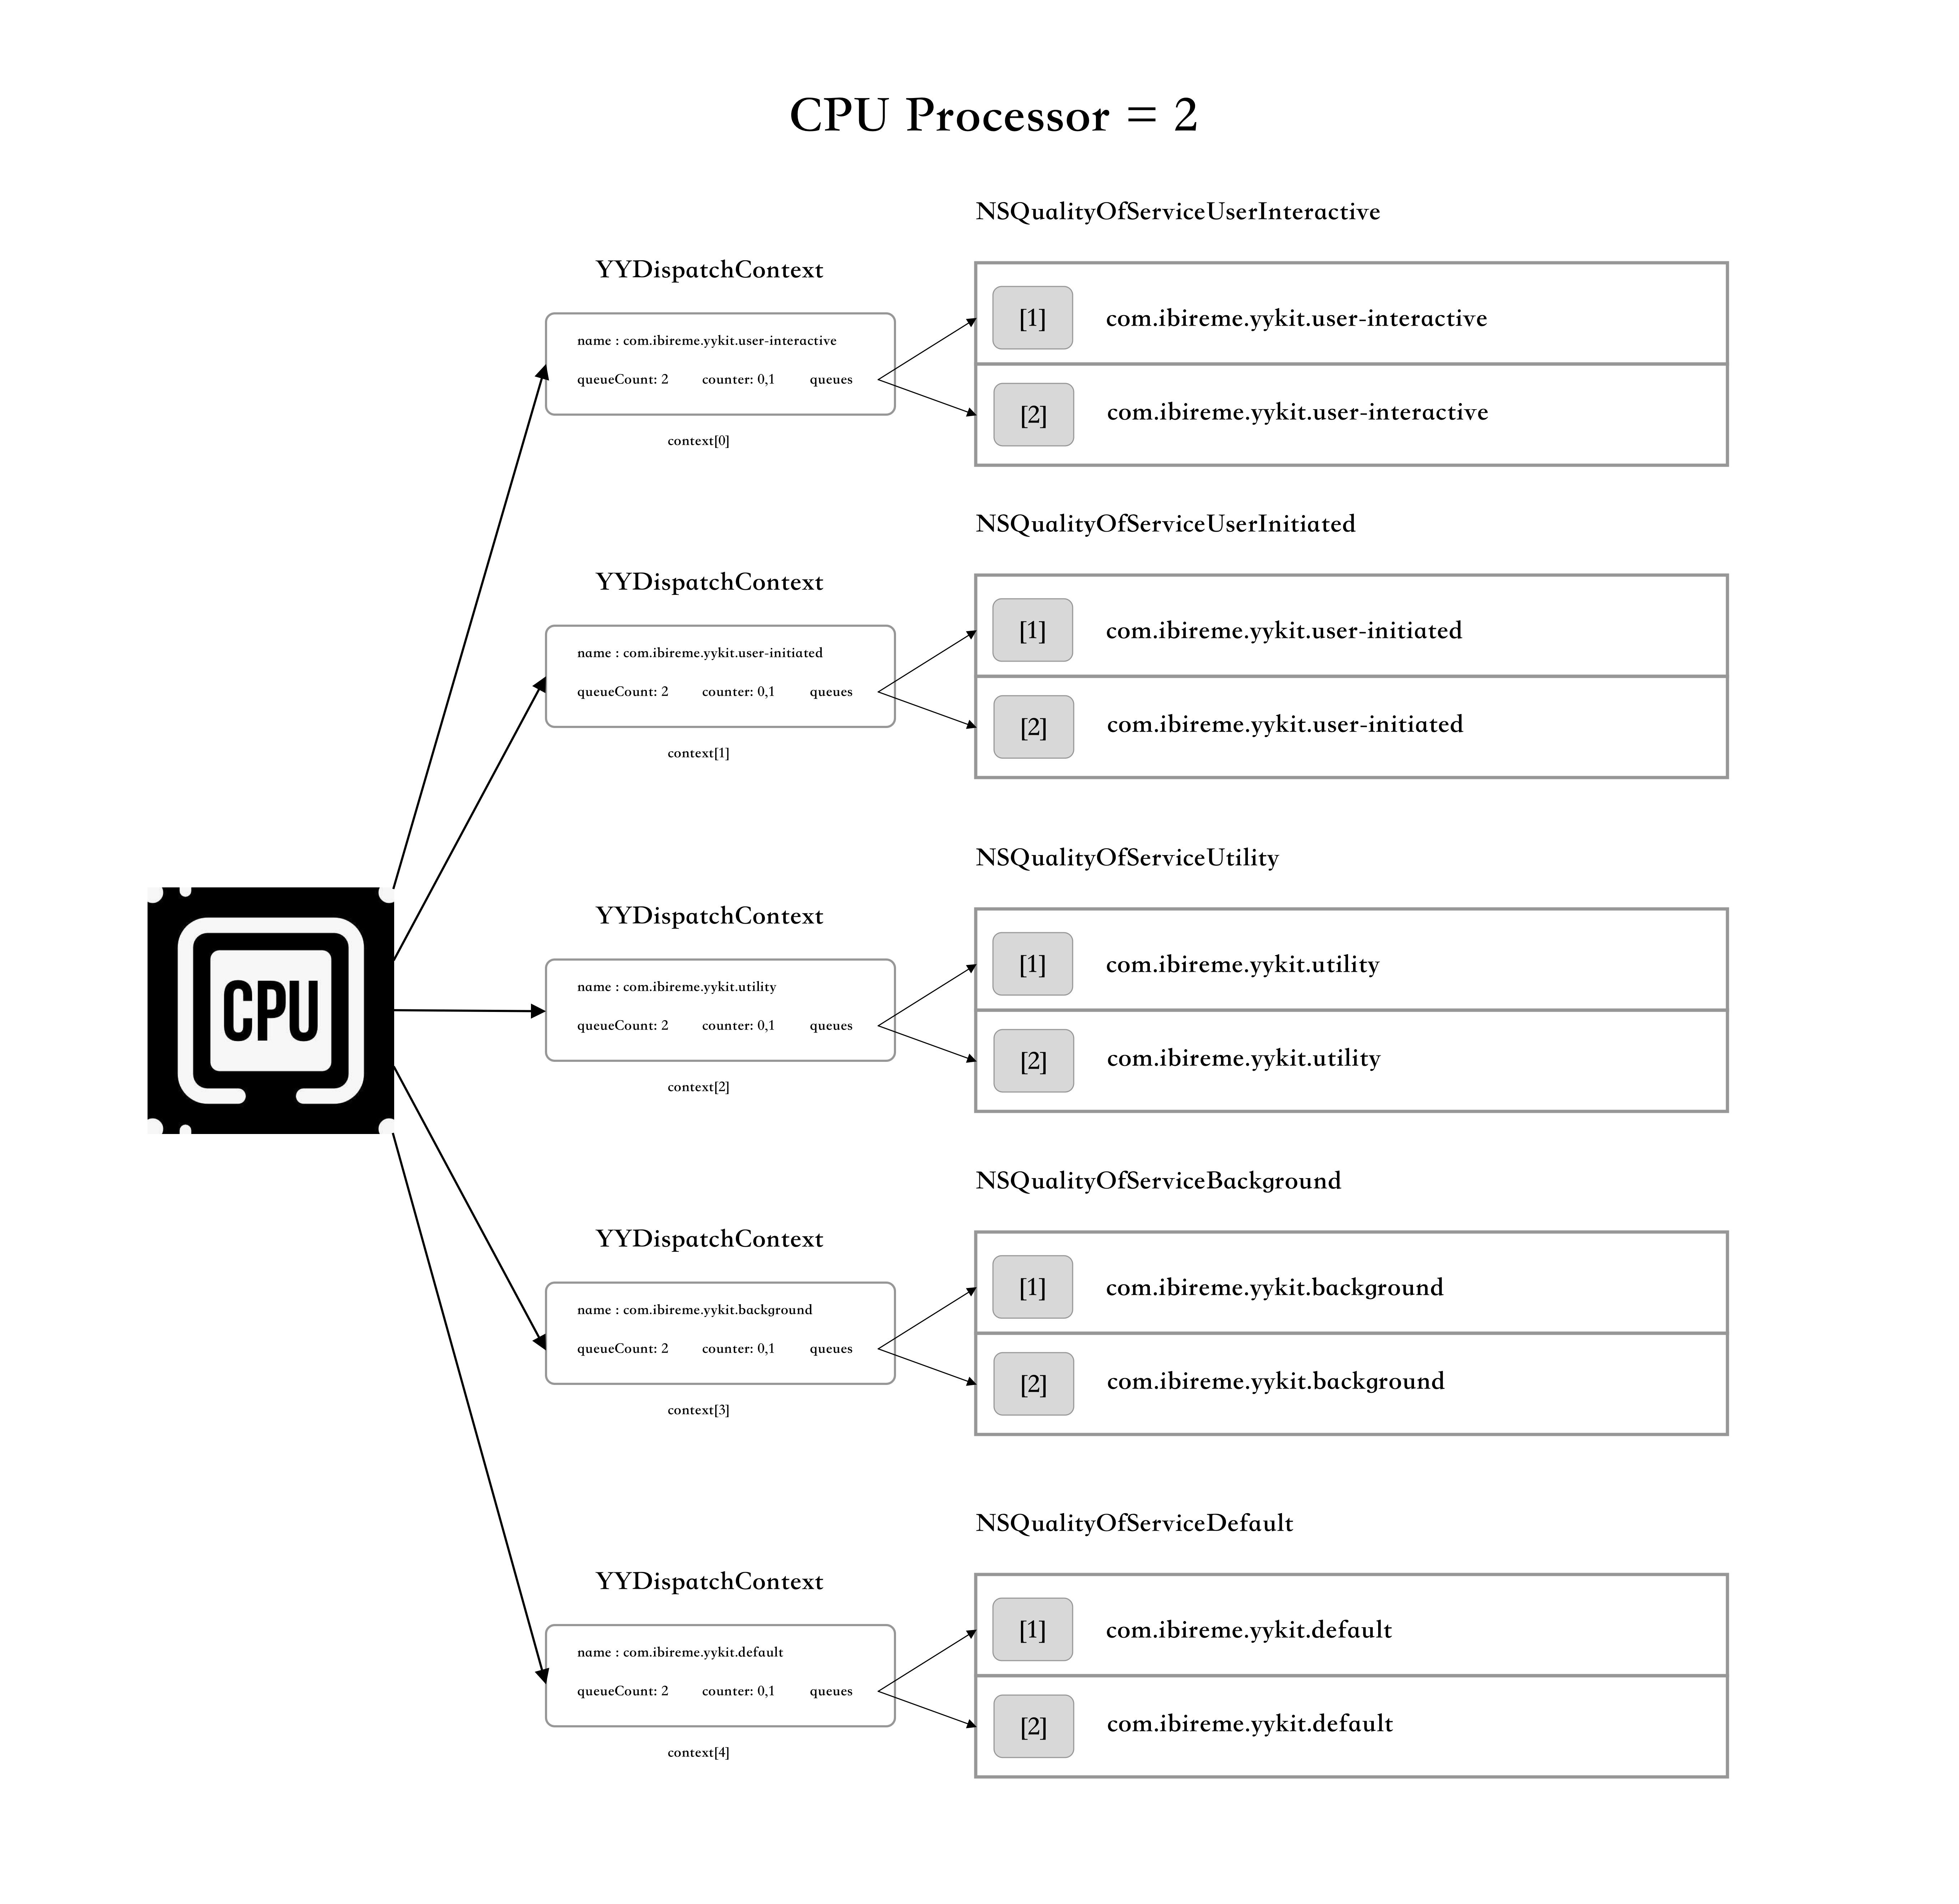 CPU Processor = 2
NSQualityOfServiceUserInteractive
YYDispatchContext
name : com.ibireme.yykit.user-interactive
queueCount: 2 counter: 0,1 queues
context[0]
[1] com.ibireme.yykit.user-interactive
[2] com.ibireme.yykit.user-interactive
NSQualityOfServiceUserInitiated
YYDispatchContext
name : com.ibireme.yykit.user-initiated
queueCount: 2 counter: 0,1 queues
context[1]
[1] com.ibireme.yykit.user-initiated
[2] com.ibireme.yykit.user-initiated
CPU
NSQualityOfServiceUtility
YYDispatchContext
name : com.ibireme.yykit.utility
queueCount: 2 counter: 0,1 queues
context[2]
[1] com.ibireme.yykit.utility
[2] com.ibireme.yykit.utility
NSQualityOfServiceBackground
YYDispatchContext
name : com.ibireme.yykit.background
queueCount: 2 counter: 0,1 queues
context[3]
[1] com.ibireme.yykit.background
[2] com.ibireme.yykit.background
NSQualityOfServiceDefault
YYDispatchContext
name : com.ibireme.yykit.default
queueCount: 2 counter: 0,1 queues
context[4]
[1] com.ibireme.yykit.default
[2] com.ibireme.yykit.default